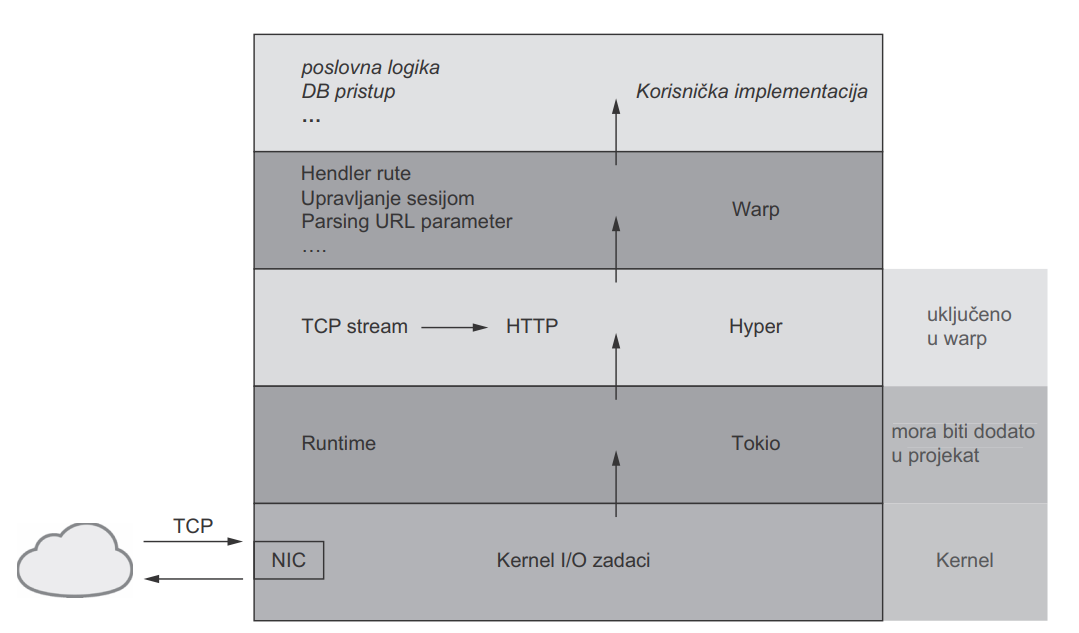 poslovna logika
DB pristup
...
Korisnička implementacija
Hendler rute
Upravljanje sesijom
Parsing URL parameter
....
Warp
TCP stream
HTTP
Hyper
uključeno
u warp
Runtime
Tokio
mora biti dodato
u projekat
TCP
NIC
Kernel I/O zadaci
Kernel